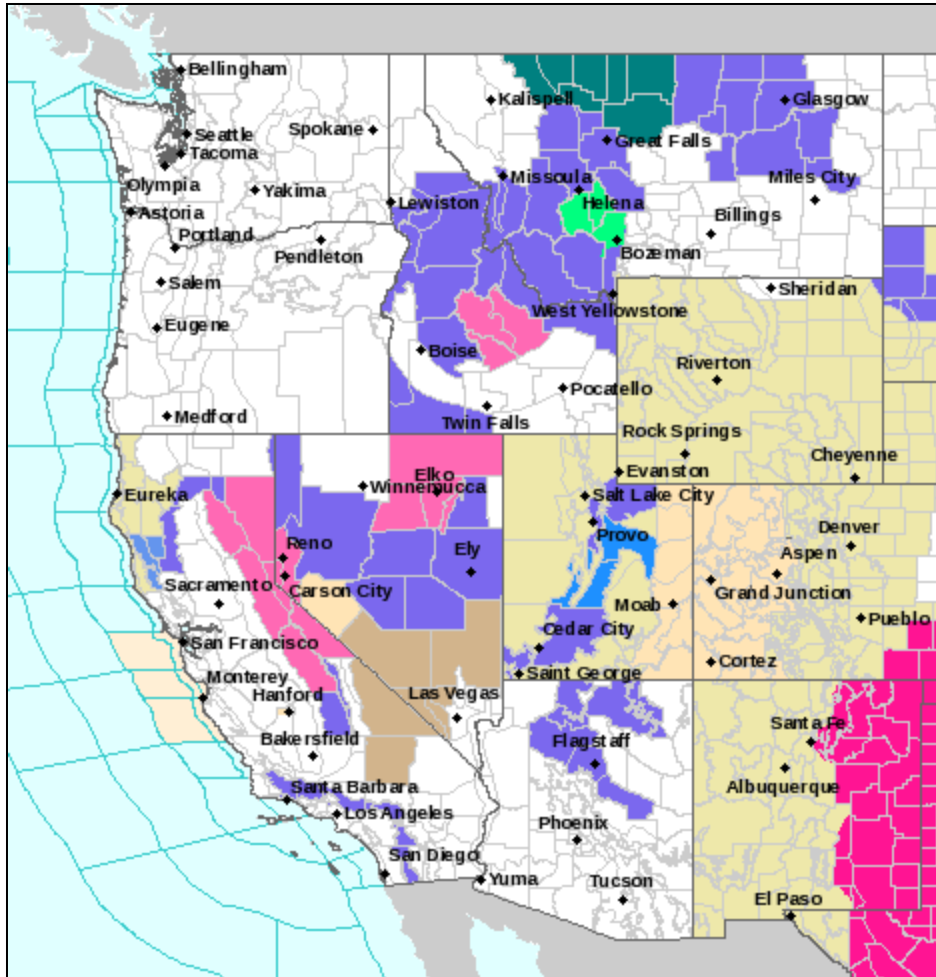 Bellingham
Kalispell
Glasgow
Seattle
Spokane
Great Falls
Tacoma
Olympia
Yakima
Missoula
Miles City
Astoria
Lewiston
Helena
Billings
Portland
Pendleton
Bozeman
Salem
West Yellowstone
Sheridan
Eugene
Boise
Riverton
Pocatello
Medford
Twin Falls
Rock Springs
Cheyenne
Eureka
Elko
Winnemucca
Evanston
Salt Lake City
Denver
Reno
Ely
Provo
Aspen
Sacramento
Carson City
Moab
Grand Junction
Pueblo
San Francisco
Cedar City
Monterey
Hanford
Las Vegas
Saint George
Cortez
Bakersfield
Flagstaff
Santa Fe
Santa Barbara
Albuquerque
Los Angeles
Phoenix
San Diego
Yuma
Tucson
El Paso